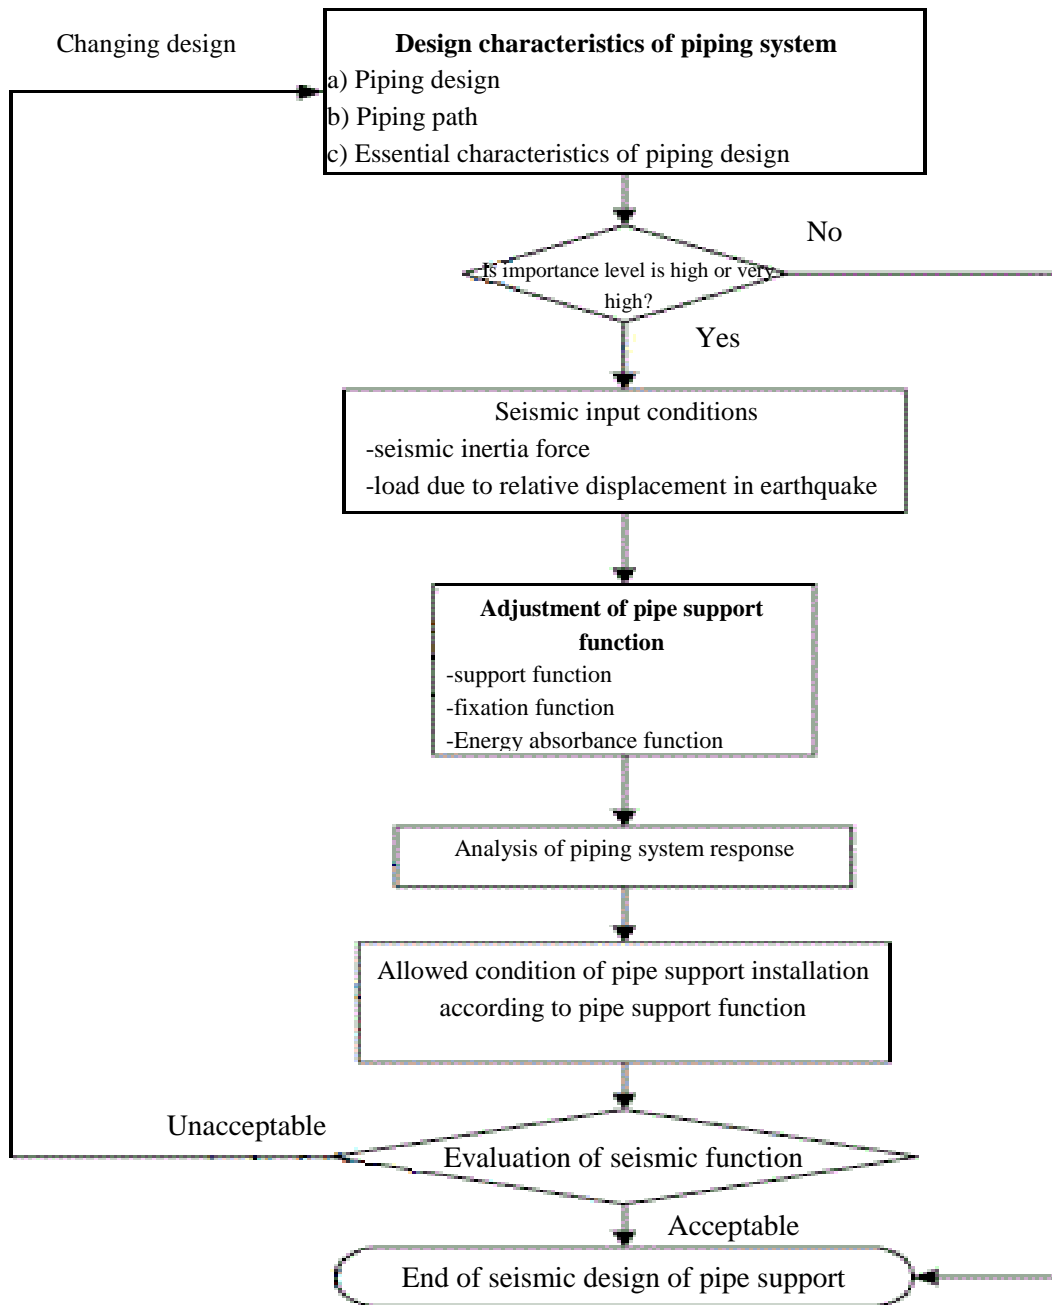 Changing design
Design characteristics of piping system
a) Piping design
b) Piping path
c) Essential characteristics of piping design
No
Is importance level is high or very
high?
Yes
Seismic input conditions
-seismic inertia force
-load due to relative displacement in earthquake
Adjustment of pipe support
function
-support function
-fixation function
-Energy absorbance function
Analysis of piping system response
Allowed condition of pipe support installation
according to pipe support function
Unacceptable
Evaluation of seismic function
Acceptable
End of seismic design of pipe support